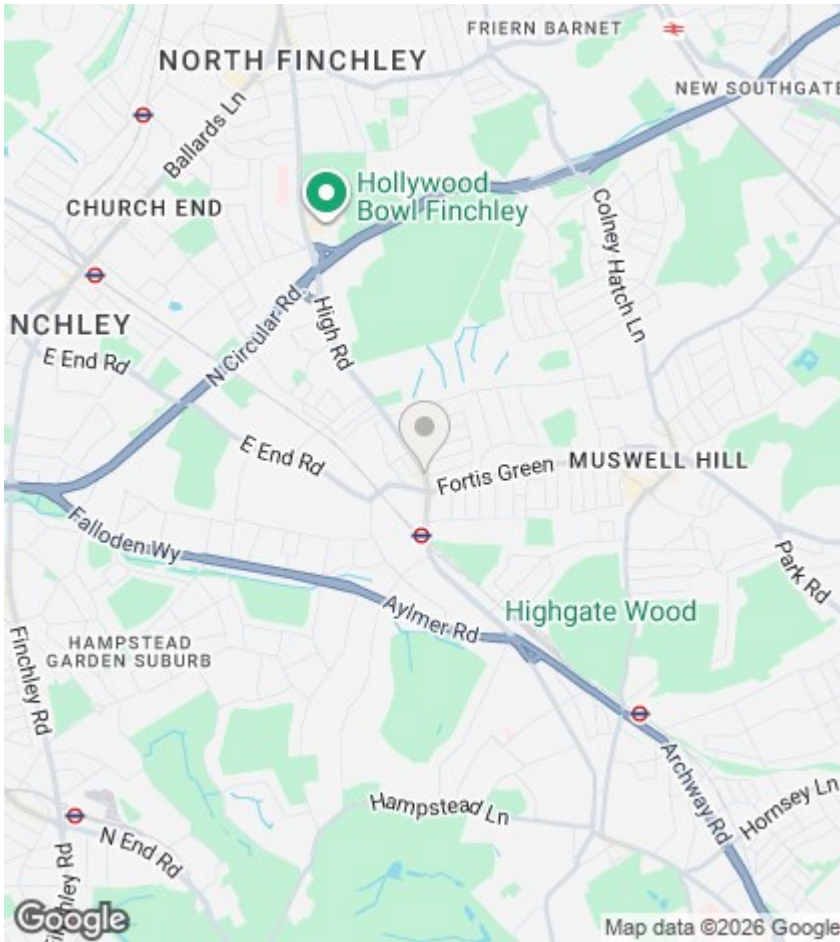 FRIERN BARNET
NORTH FINCHLEY
NEW SOUTHGATE
Ballards Ln
Hollywood
Bowl Finchley
CHURCH END
Colney Hatch Ln
NCHLEY
N Circular Rd
High Rd
E End Rd
E End Rd
Fortis Green
MUSWELL HILL
Falloden Wy
Park Rd
Aylmer Rd
Highgate Wood
Finchley Rd
HAMPSTEAD
GARDEN SUBURB
Archway Rd
Hampstead Ln
Hornsey Ln
N End Rd
Finchley Rd
Google
Map data ©2026 Google